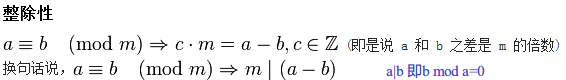 整除性
a ≡ b (mod m) ⇒ c · m = a − b, c ∈ ℤ (即是说 a 和 b 之差是 m 的倍数)
换句话说，a ≡ b (mod m) ⇒ m | (a − b) a|b 即b mod a=0